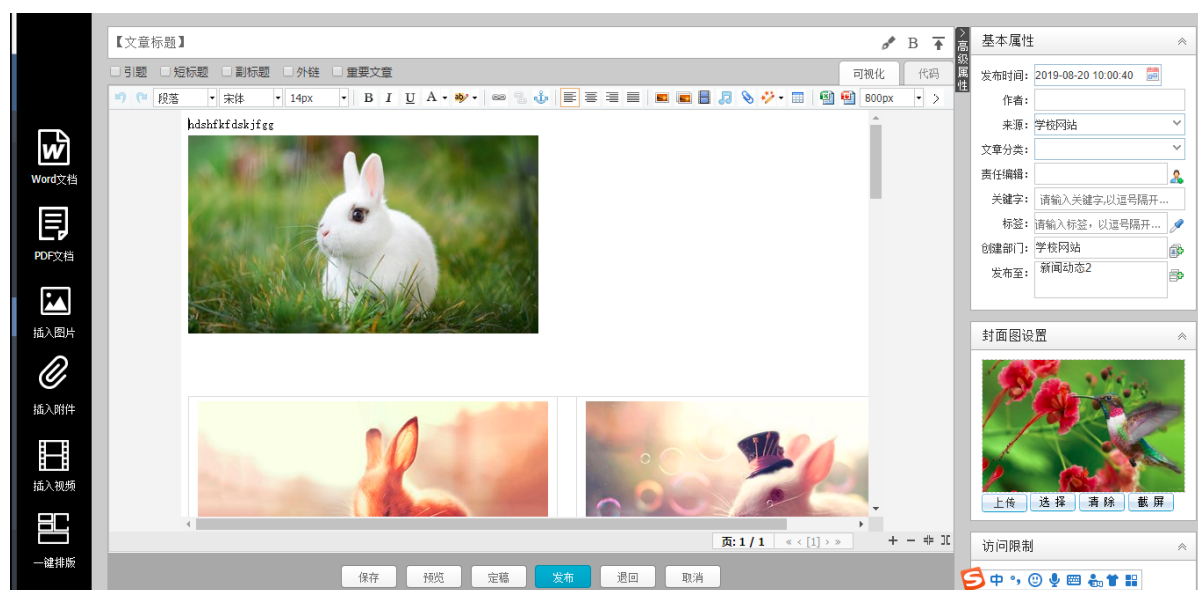 Word文档
PDF文档
插入图片
插入附件
插入视频
一键排版
【文章标题】
B
引题 短标题 副标题 外链 重要文章
可视化 代码
段落 宋体 14px B I U A 800px
hdshfkfdskjfgg
页: 1 / 1 « < [1] > »
保存 预览 定稿 发布 退回 取消
高级属性
基本属性
发布时间: 2019-08-20 10:00:40
作者:
来源: 学校网站
文章分类:
责任编辑:
关键字: 请输入关键字,以逗号隔开...
标签: 请输入标签，以逗号隔开...
创建部门: 学校网站
发布至: 新闻动态2
封面图设置
上传 选择 清除 截屏
访问限制
中